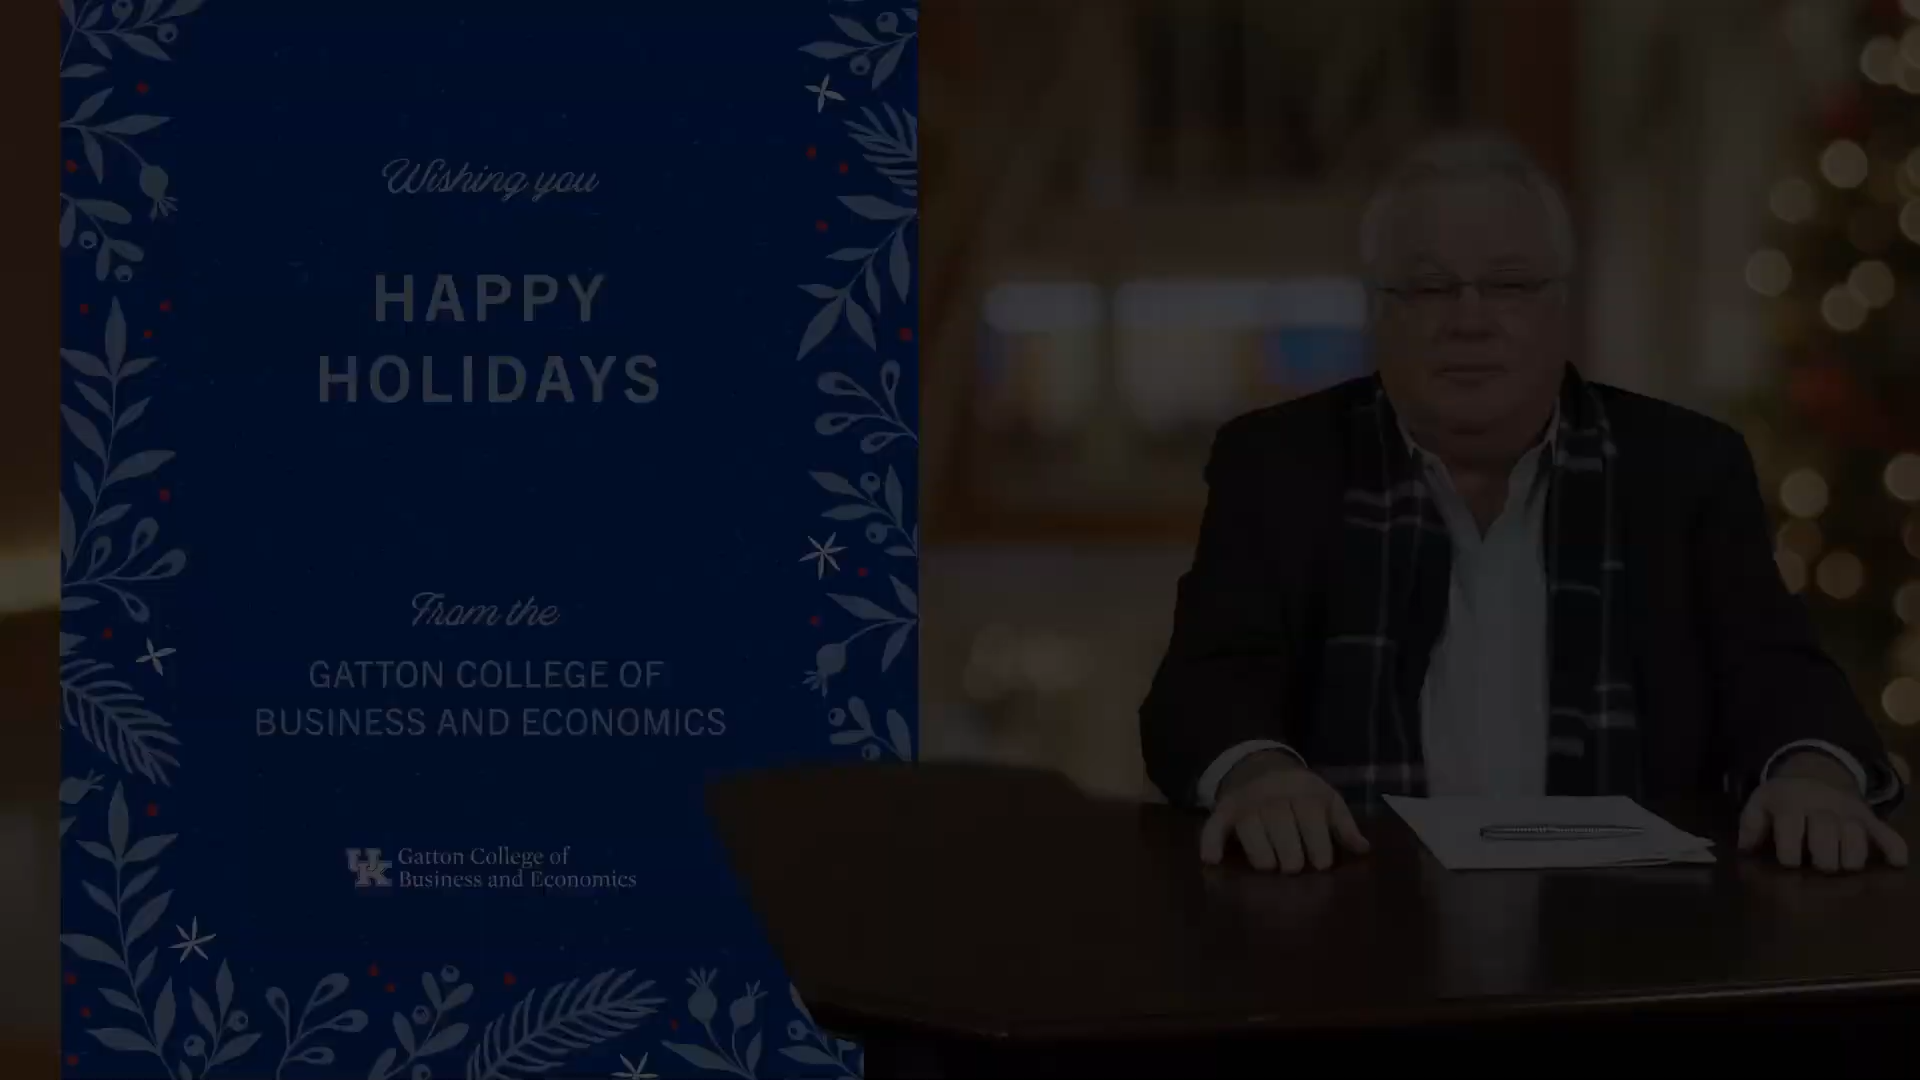 Wishing you
HAPPY
HOLIDAYS
From the
GATTON COLLEGE OF
BUSINESS AND ECONOMICS
UK Gatton College of
Business and Economics